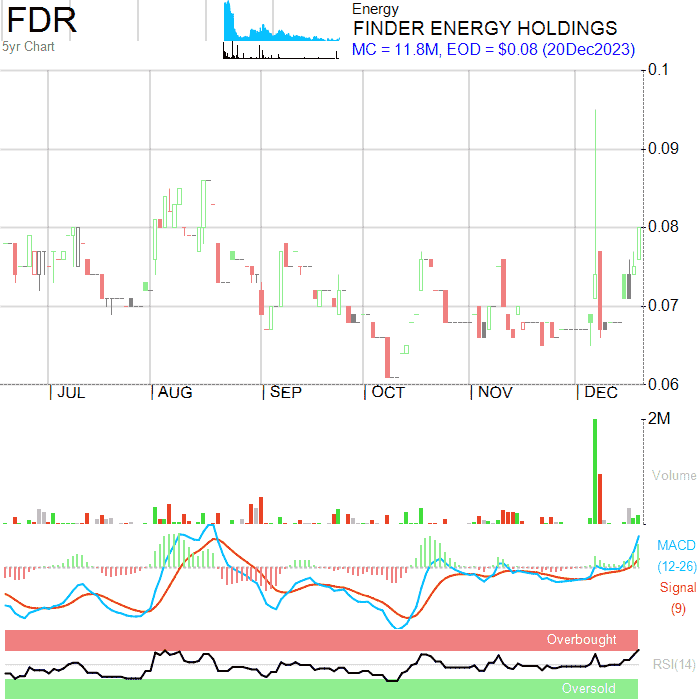 FDR
5yr Chart
Energy
FINDER ENERGY HOLDINGS
MC = 11.8M, EOD = $0.08 (20Dec2023)
0.1
0.09
0.08
0.07
0.06
JUL
AUG
SEP
OCT
NOV
DEC
2M
Volume
MACD
(12-26)
Signal
(9)
Overbought
RSI(14)
Oversold